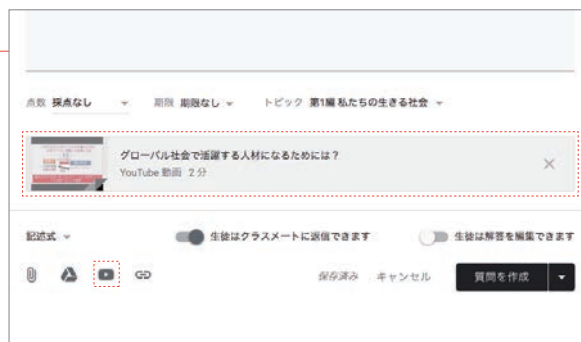 点数 採点なし 期限 期限なし トピック 第1編 私たちの生きる社会
グローバル社会で活躍する人材になるためには？
YouTube 動画 2 分
記述式 生徒はクラスメートに返信できます 生徒は解答を編集できます
保存済み キャンセル 質問を作成